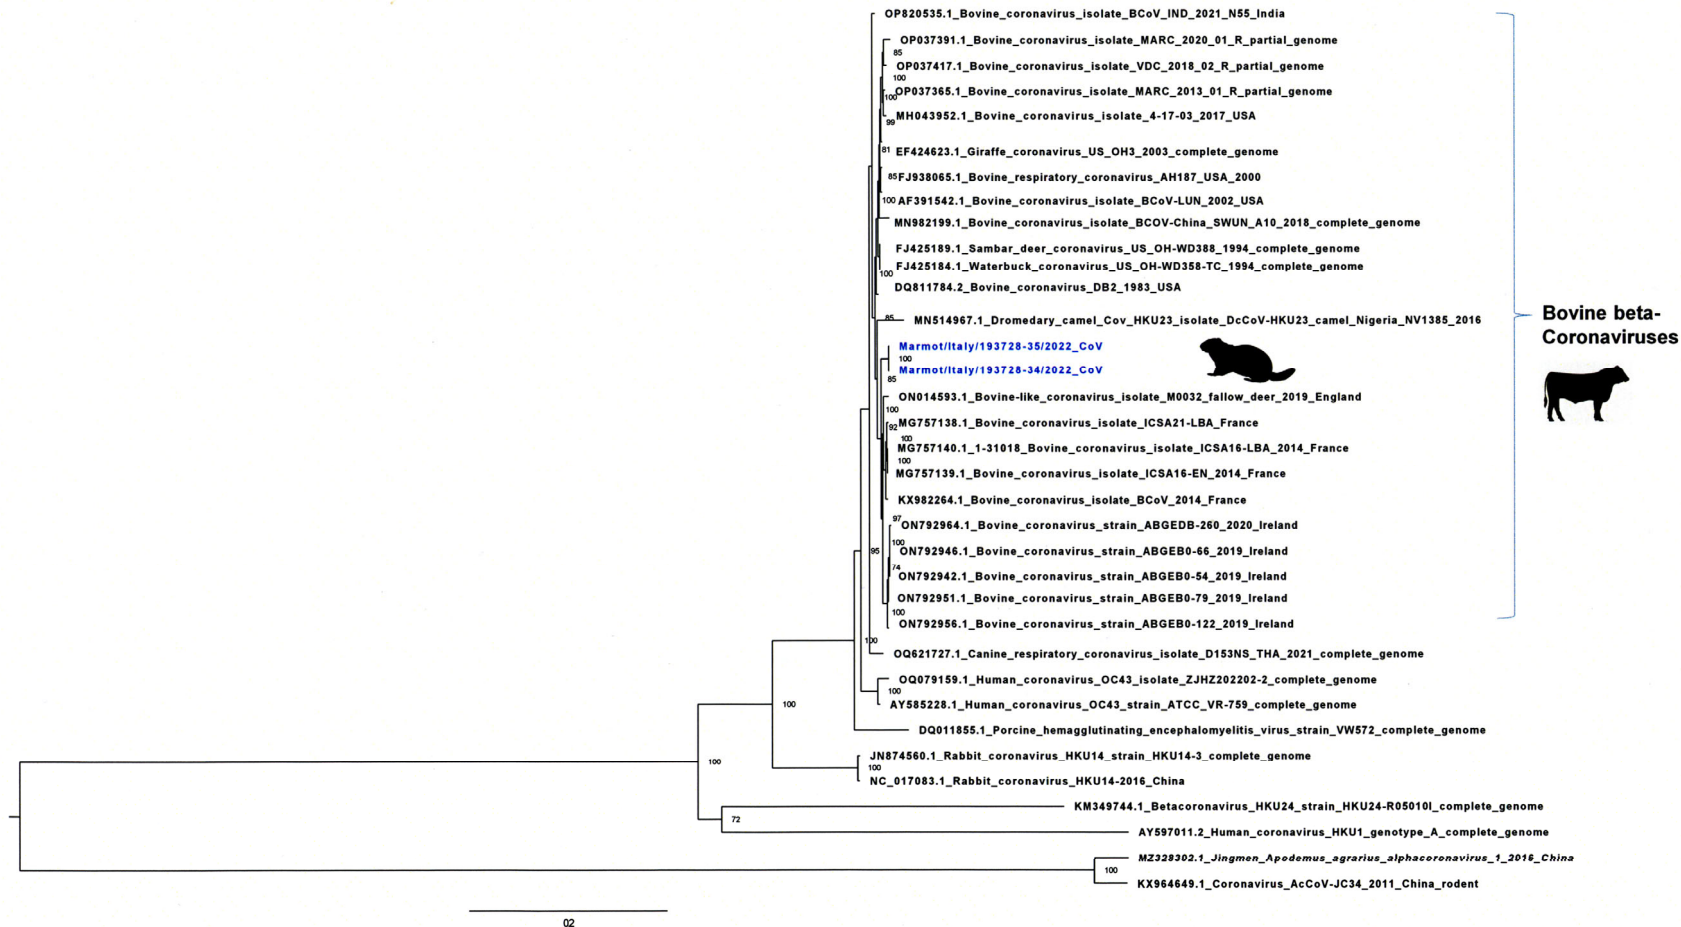 OP820535.1_Bovine_coronavirus_isolate_BCoV_IND_2021_N55_India
OP037391.1_Bovine_coronavirus_isolate_MARC_2020_01_R_partial_genome
85
OP037417.1_Bovine_coronavirus_isolate_VDC_2018_02_R_partial_genome
100
OP037365.1_Bovine_coronavirus_isolate_MARC_2013_01_R_partial_genome
100
MH043952.1_Bovine_coronavirus_isolate_4-17-03_2017_USA
99
81
EF424623.1_Giraffe_coronavirus_US_OH3_2003_complete_genome
85
FJ938065.1_Bovine_respiratory_coronavirus_AH187_USA_2000
100
AF391542.1_Bovine_coronavirus_isolate_BCoV-LUN_2002_USA
MN982199.1_Bovine_coronavirus_isolate_BCOV-China_SWUN_A10_2018_complete_genome
FJ425189.1_Sambar_deer_coronavirus_US_OH-WD388_1994_complete_genome
FJ425184.1_Waterbuck_coronavirus_US_OH-WD358-TC_1994_complete_genome
100
DQ811784.2_Bovine_coronavirus_DB2_1983_USA
85
MN514967.1_Dromedary_camel_Cov_HKU23_isolate_DcCoV-HKU23_camel_Nigeria_NV1385_2016
Bovine beta-
Coronaviruses
Marmot/Italy/193728-35/2022_CoV
100
Marmot/Italy/193728-34/2022_CoV
85
ON014593.1_Bovine-like_coronavirus_isolate_M0032_fallow_deer_2019_England
100
92
MG757138.1_Bovine_coronavirus_isolate_ICSA21-LBA_France
100
MG757140.1_1-31018_Bovine_coronavirus_isolate_ICSA16-LBA_2014_France
100
MG757139.1_Bovine_coronavirus_isolate_ICSA16-EN_2014_France
KX982264.1_Bovine_coronavirus_isolate_BCoV_2014_France
97
ON792964.1_Bovine_coronavirus_strain_ABGEDB-260_2020_Ireland
100
95
ON792946.1_Bovine_coronavirus_strain_ABGEB0-66_2019_Ireland
74
ON792942.1_Bovine_coronavirus_strain_ABGEB0-54_2019_Ireland
ON792951.1_Bovine_coronavirus_strain_ABGEB0-79_2019_Ireland
100
ON792956.1_Bovine_coronavirus_strain_ABGEB0-122_2019_Ireland
100
OQ621727.1_Canine_respiratory_coronavirus_isolate_D153NS_THA_2021_complete_genome
OQ079159.1_Human_coronavirus_OC43_isolate_ZJHZ202202-2_complete_genome
100
AY585228.1_Human_coronavirus_OC43_strain_ATCC_VR-759_complete_genome
100
DQ011855.1_Porcine_hemagglutinating_encephalomyelitis_virus_strain_VW572_complete_genome
JN874560.1_Rabbit_coronavirus_HKU14_strain_HKU14-3_complete_genome
100
100
NC_017083.1_Rabbit_coronavirus_HKU14-2016_China
KM349744.1_Betacoronavirus_HKU24_strain_HKU24-R05010I_complete_genome
72
AY597011.2_Human_coronavirus_HKU1_genotype_A_complete_genome
MZ328302.1_Jingmen_Apodemus_agrarius_alphacoronavirus_1_2016_China
100
KX964649.1_Coronavirus_AcCoV-JC34_2011_China_rodent
02